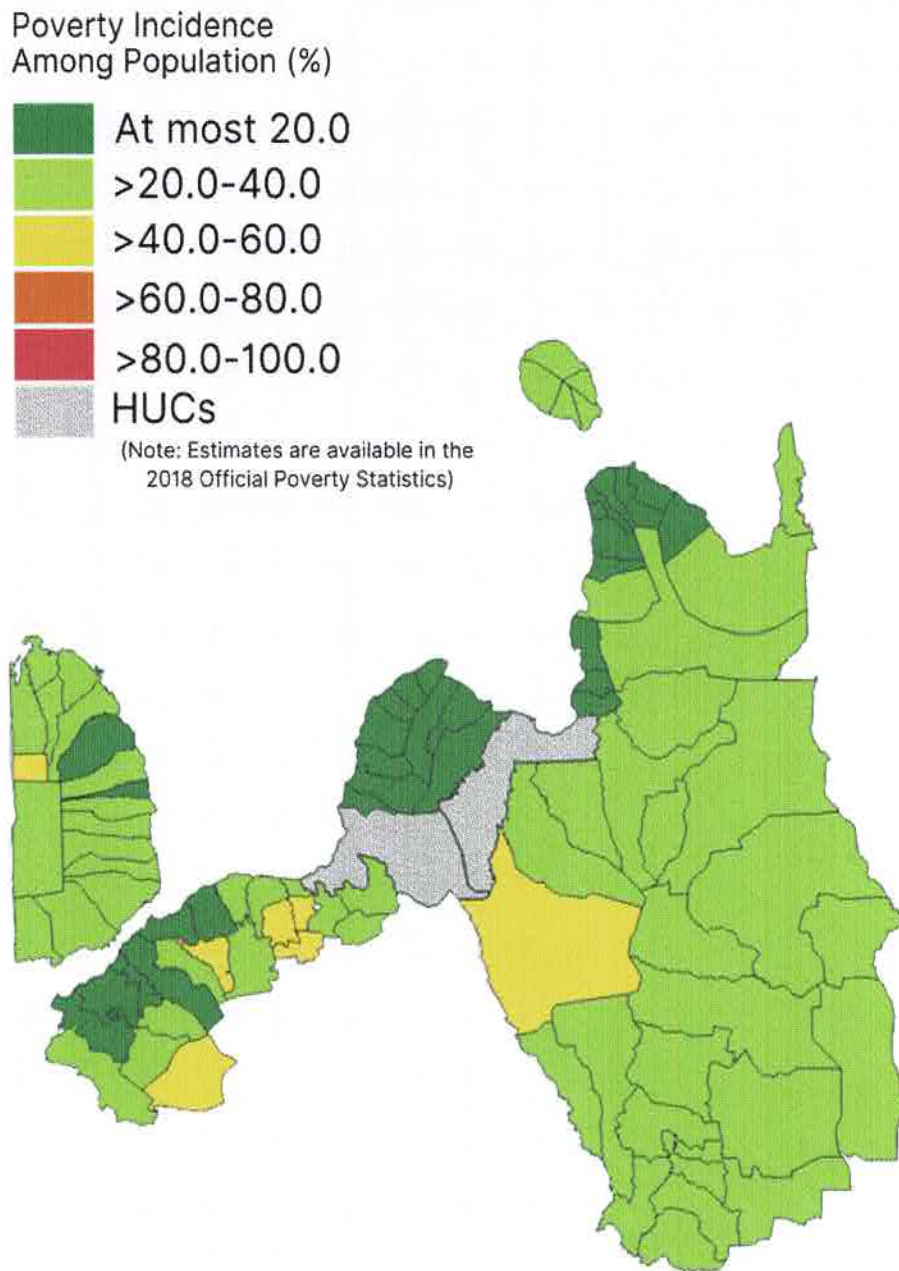 Poverty Incidence
Among Population (%)
At most 20.0
>20.0-40.0
>40.0-60.0
>60.0-80.0
>80.0-100.0
HUCs
(Note: Estimates are available in the
2018 Official Poverty Statistics)